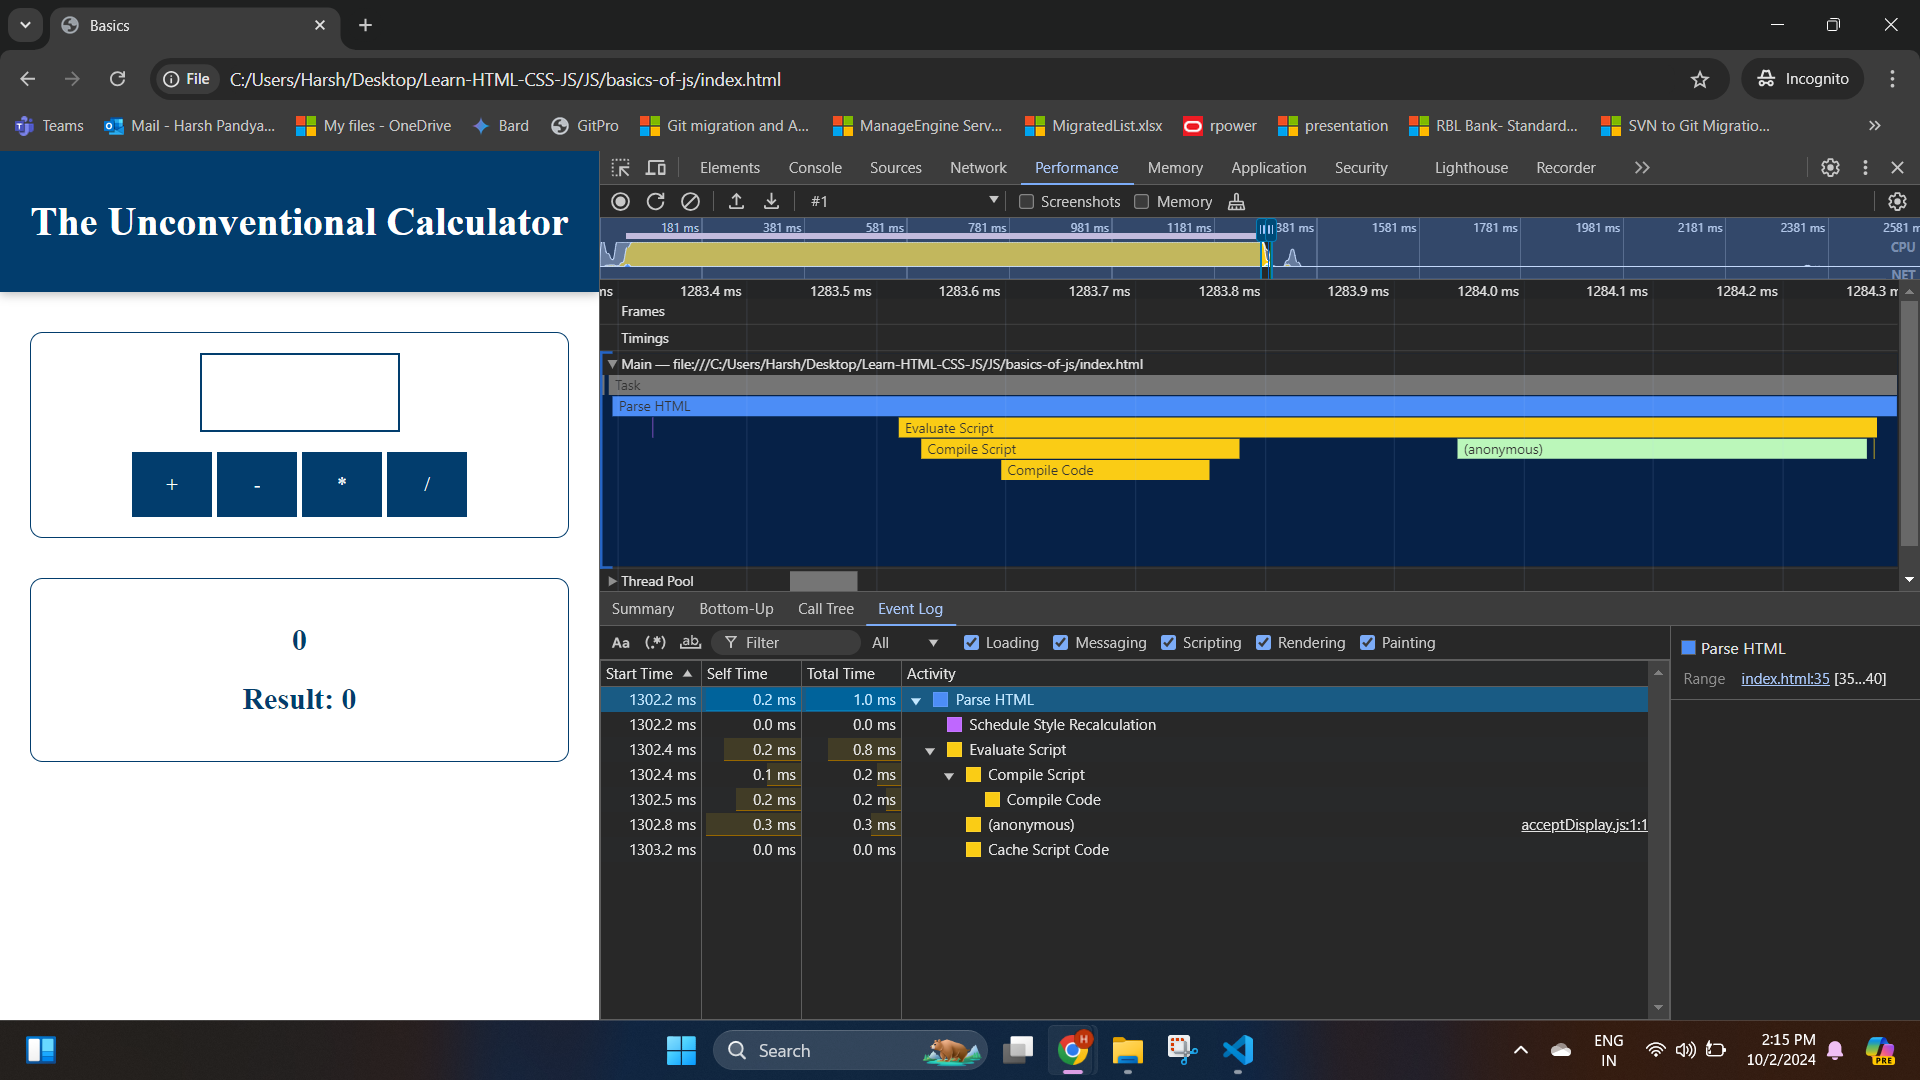 Basics
File C:/Users/Harsh/Desktop/Learn-HTML-CSS-JS/JS/basics-of-js/index.html Incognito
Teams Mail - Harsh Pandya... My files - OneDrive Bard GitPro Git migration and A... ManageEngine Serv... MigratedList.xlsx rpower presentation RBL Bank- Standard... SVN to Git Migratio... »
The Unconventional Calculator
+ - * /
0
Result: 0
Elements Console Sources Network Performance Memory Application Security Lighthouse Recorder »
#1 Screenshots Memory
181 ms 381 ms 581 ms 781 ms 981 ms 1181 ms 381 ms 1581 ms 1781 ms 1981 ms 2181 ms 2381 ms 2581 m
CPU
NET
ms 1283.4 ms 1283.5 ms 1283.6 ms 1283.7 ms 1283.8 ms 1283.9 ms 1284.0 ms 1284.1 ms 1284.2 ms 1284.3 m
Frames
Timings
Main — file:///C:/Users/Harsh/Desktop/Learn-HTML-CSS-JS/JS/basics-of-js/index.html
Task
Parse HTML
Evaluate Script
Compile Script (anonymous)
Compile Code
Thread Pool
Summary Bottom-Up Call Tree Event Log
Aa (.*) ab Filter All Loading Messaging Scripting Rendering Painting
Start Time Self Time Total Time Activity
1302.2 ms 0.2 ms 1.0 ms Parse HTML
1302.2 ms 0.0 ms 0.0 ms Schedule Style Recalculation
1302.4 ms 0.2 ms 0.8 ms Evaluate Script
1302.4 ms 0.1 ms 0.2 ms Compile Script
1302.5 ms 0.2 ms 0.2 ms Compile Code
1302.8 ms 0.3 ms 0.3 ms (anonymous) acceptDisplay.js:1:1
1303.2 ms 0.0 ms 0.0 ms Cache Script Code
Parse HTML
Range index.html:35 [35…40]
Search
H
ENG
IN
2:15 PM
10/2/2024
PRE